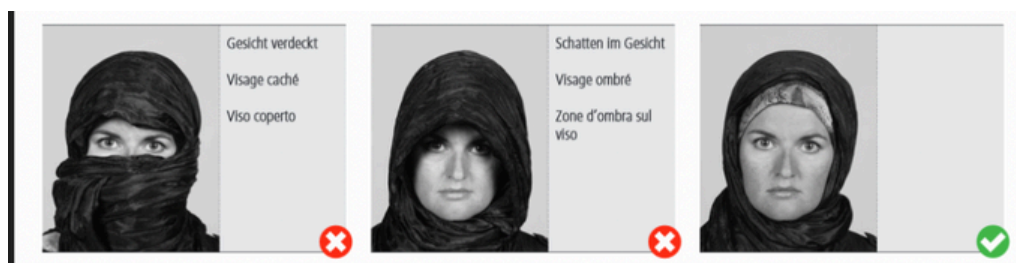 Gesicht verdeckt
Visage caché
Viso coperto
Schatten im Gesicht
Visage ombré
Zone d'ombra sul
viso